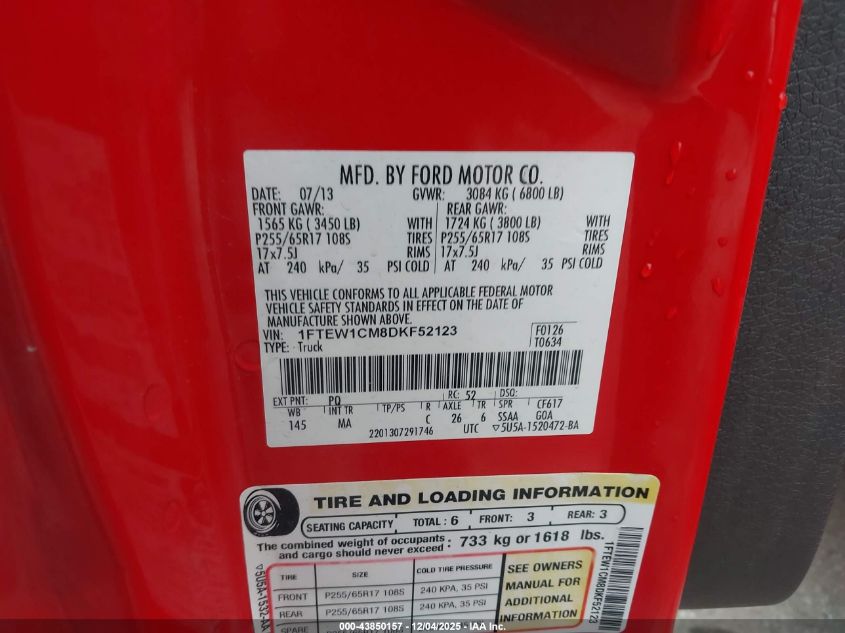 MFD. BY FORD MOTOR CO.
DATE: 07/13 GVWR: 3084 KG ( 6800 LB)
FRONT GAWR: REAR GAWR:
1565 KG ( 3450 LB) WITH 1724 KG ( 3800 LB) WITH
P255/65R17 108S TIRES P255/65R17 108S TIRES
17x7.5J RIMS 17x7.5J RIMS
AT 240 kPa/ 35 PSI COLD AT 240 kPa/ 35 PSI COLD
THIS VEHICLE CONFORMS TO ALL APPLICABLE FEDERAL MOTOR
VEHICLE SAFETY STANDARDS IN EFFECT ON THE DATE OF
MANUFACTURE SHOWN ABOVE.
VIN: 1FTEW1CM8DKF52123 F0126
TYPE: Truck T0634
EXT PNT: PQ RC: 52 DSO:
WB INT TR TP/PS R AXLE TR SPR CF617
145 MA C 26 6 SSAA GOA
2201307291746 UTC ▽5U5A-1520472-BA
TIRE AND LOADING INFORMATION
SEATING CAPACITY TOTAL: 6 FRONT: 3 REAR: 3
The combined weight of occupants and cargo should never exceed: 733 kg or 1618 lbs.
TIRE SIZE COLD TIRE PRESSURE
FRONT P255/65R17 108S 240 KPA, 35 PSI
REAR P255/65R17 108S 240 KPA, 35 PSI
SPARE
SEE OWNERS
MANUAL FOR
ADDITIONAL
INFORMATION
1FTEW1CM8DKF52123
000-43850157 - 12/04/2025 - www.iaai.com